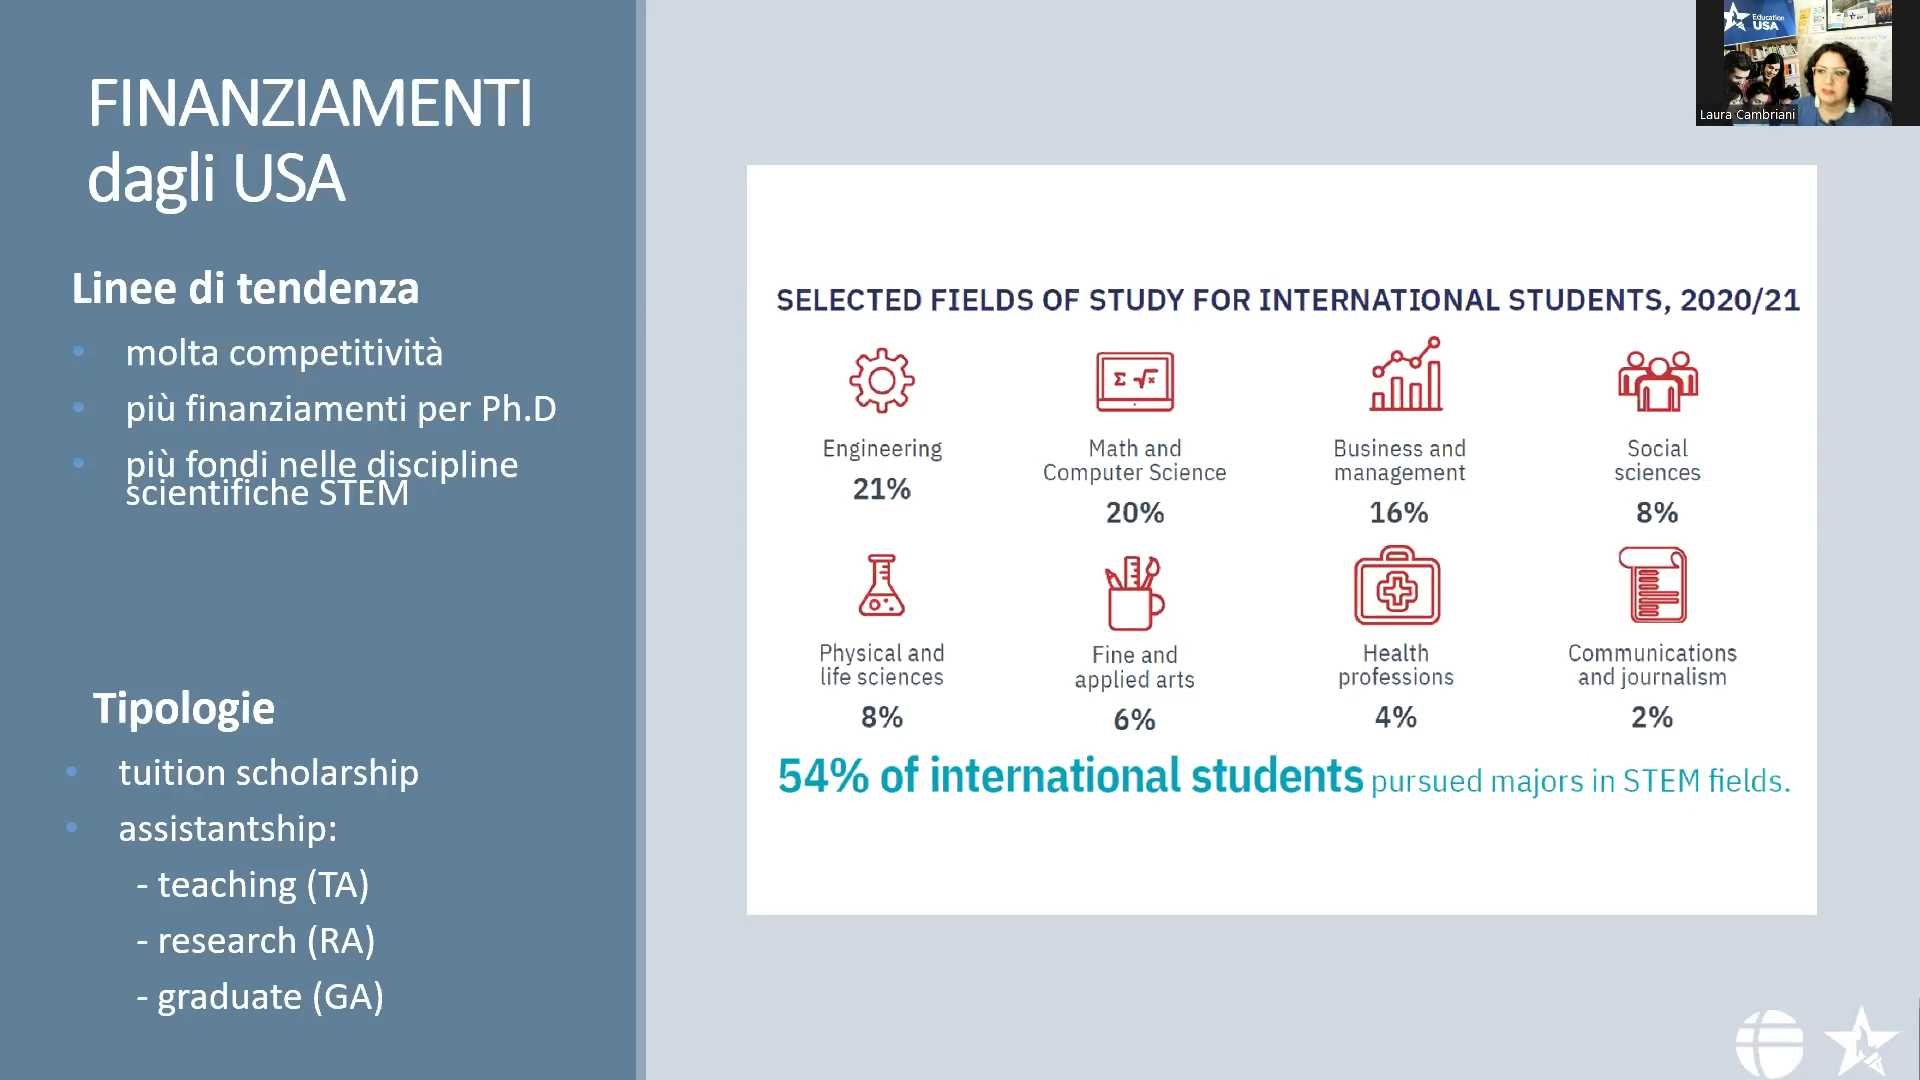 FINANZIAMENTI
dagli USA
Linee di tendenza
• molta competitività
• più finanziamenti per Ph.D
• più fondi nelle discipline
scientifiche STEM
Tipologie
• tuition scholarship
• assistantship:
- teaching (TA)
- research (RA)
- graduate (GA)
SELECTED FIELDS OF STUDY FOR INTERNATIONAL STUDENTS, 2020/21
Σ √x
Engineering
21%
Math and
Computer Science
20%
Business and
management
16%
Social
sciences
8%
Physical and
life sciences
8%
Fine and
applied arts
6%
Health
professions
4%
Communications
and journalism
2%
54% of international students pursued majors in STEM fields.
Education
USA
Laura Cambriani